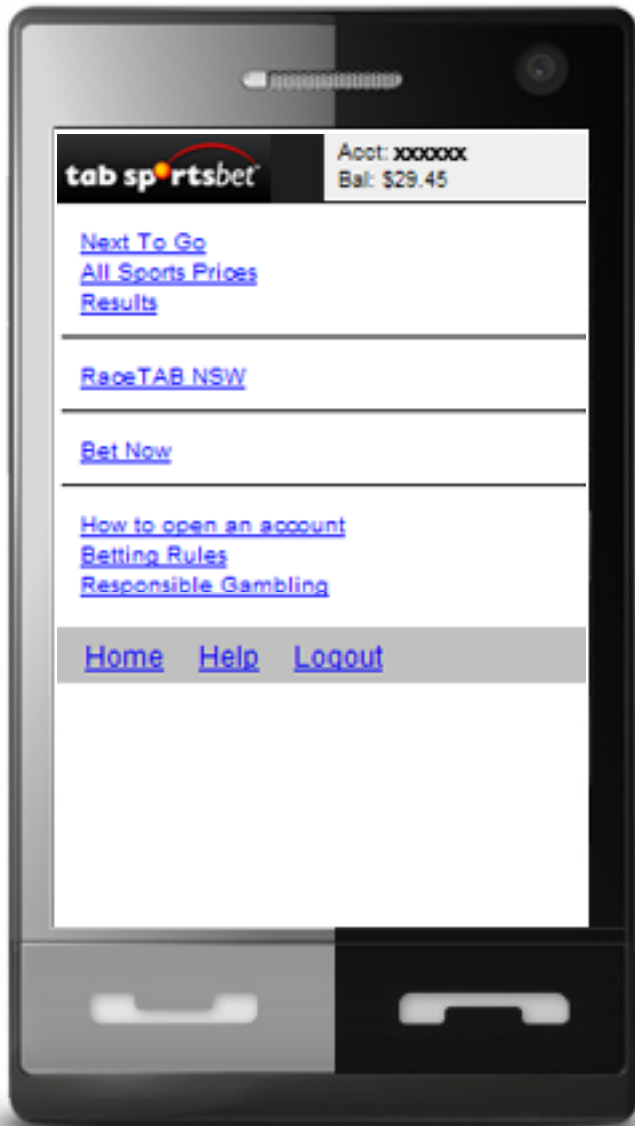 tab sportsbet
Acct: xxxxxx
Bal: $29.45
Next To Go
All Sports Prices
Results
RaceTAB NSW
Bet Now
How to open an account
Betting Rules
Responsible Gambling
Home Help Logout